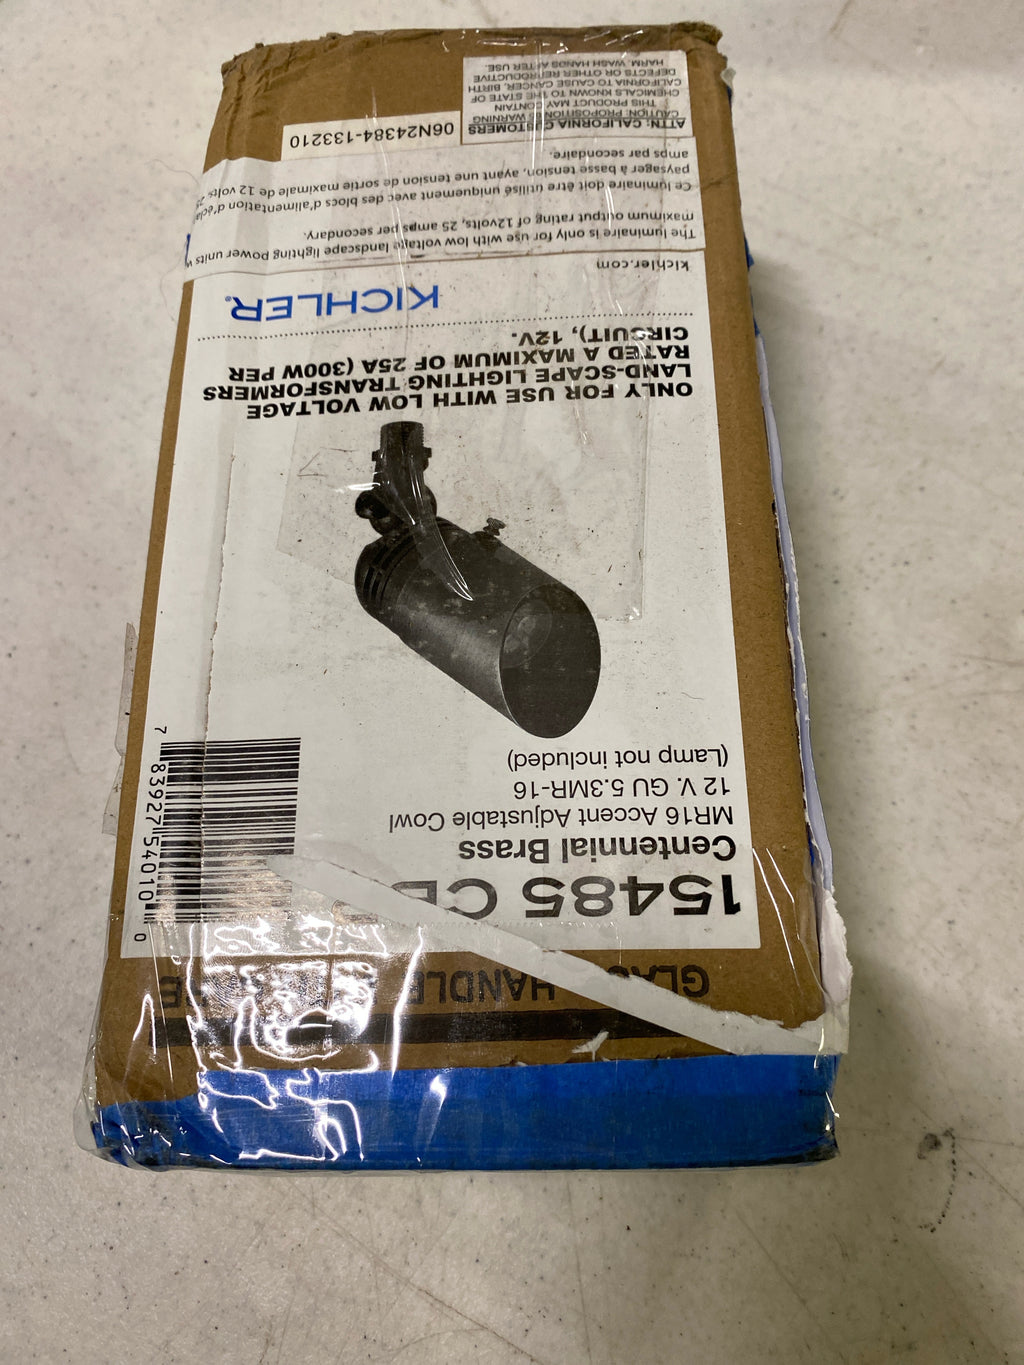 GLA HANDLE
15485 C
Centennial Brass
MR16 Accent Adjustable Cowl
12 V. GU 5.3MR-16
(Lamp not included)
7 83927 54010 0
ONLY FOR USE WITH LOW VOLTAGE
LAND-SCAPE LIGHTING TRANSFORMERS
RATED A MAXIMUM OF 25A (300W PER
CIRCUIT), 12V.
KICHLER®
kichler.com
The luminaire is only for use with low voltage landscape lighting power units
maximum output rating of 12volts, 25 amps per secondary.
Ce luminaire doit être utilisé uniquement avec des blocs d'alimentation d'écla
paysager à basse tension, ayant une tension de sortie maximale de 12 volts, 25
amps par secondaire.
06N24384-133210
ATTN. CALIFORNIA CUSTOMERS
CAUTION: PROPOSITION WARNING
THIS PRODUCT MAY CONTAIN
CHEMICALS KNOWN TO THE STATE OF
CALIFORNIA TO CAUSE CANCER, BIRTH
DEFECTS OR OTHER REPRODUCTIVE
HARM. WASH HANDS AFTER USE.